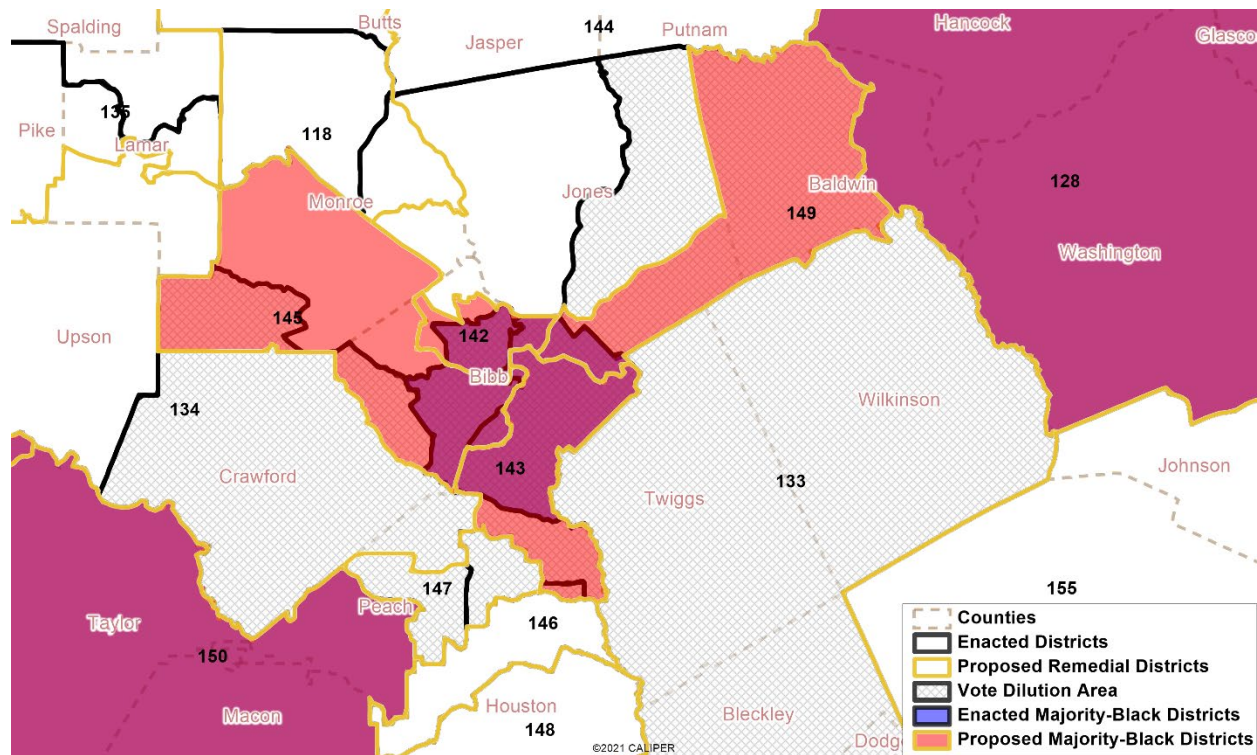 Spalding
Butts
Jasper
144
Putnam
Hancock
Glasco
135
Pike
Lamar
118
Monroe
Jones
Baldwin
149
128
Washington
Upson
145
142
Bibb
134
Crawford
143
Wilkinson
133
Twiggs
Johnson
147
Peach
146
155
Taylor
150
Macon
Houston
148
Bleckley
Dodg
©2021 CALIPER
Counties
Enacted Districts
Proposed Remedial Districts
Vote Dilution Area
Enacted Majority-Black Districts
Proposed Majority-Black Districts